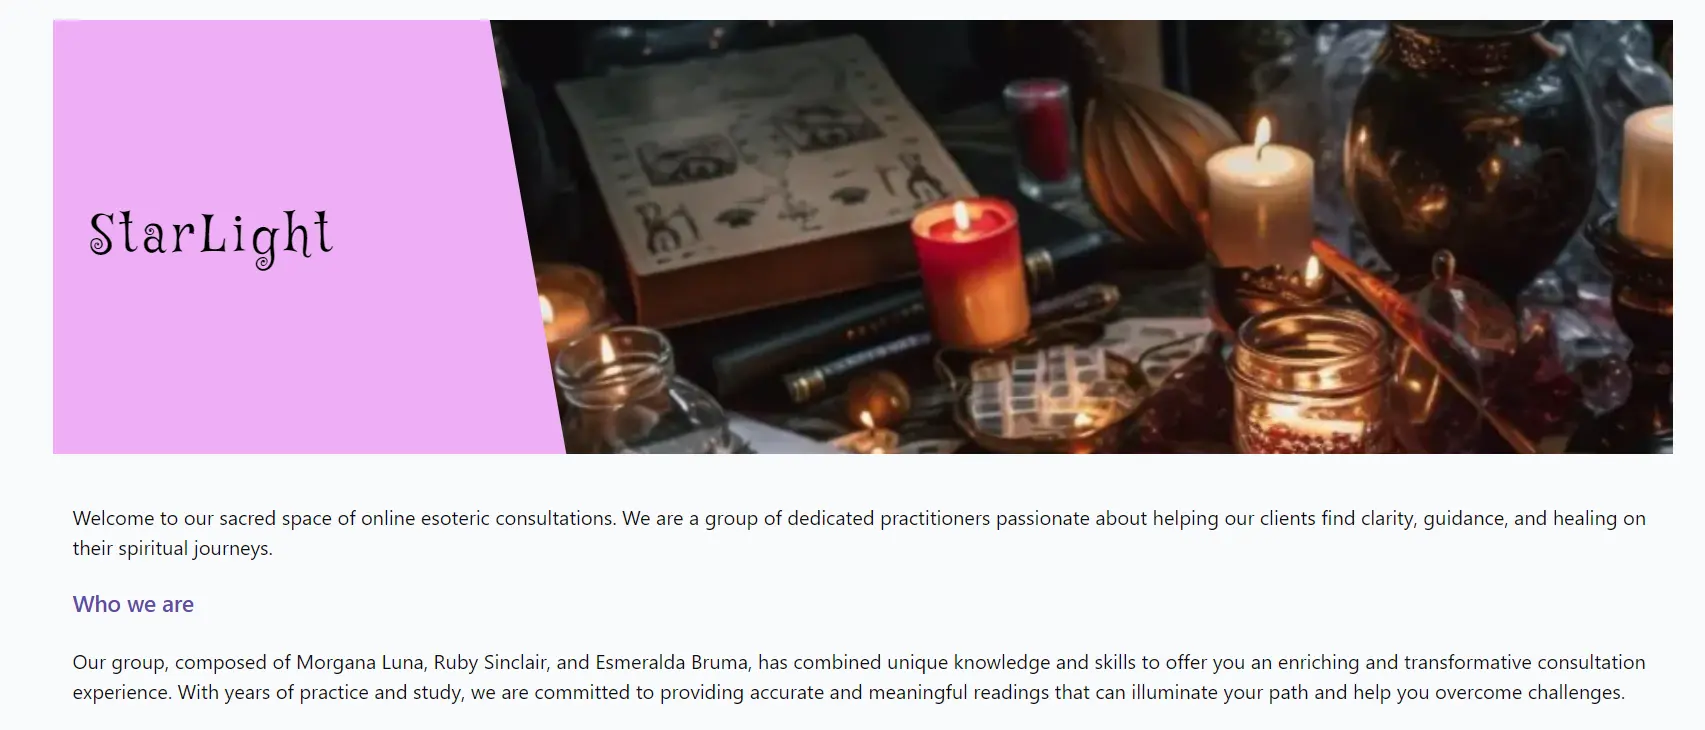 StarLight
Welcome to our sacred space of online esoteric consultations. We are a group of dedicated practitioners passionate about helping our clients find clarity, guidance, and healing on
their spiritual journeys.
Who we are
Our group, composed of Morgana Luna, Ruby Sinclair, and Esmeralda Bruma, has combined unique knowledge and skills to offer you an enriching and transformative consultation
experience. With years of practice and study, we are committed to providing accurate and meaningful readings that can illuminate your path and help you overcome challenges.